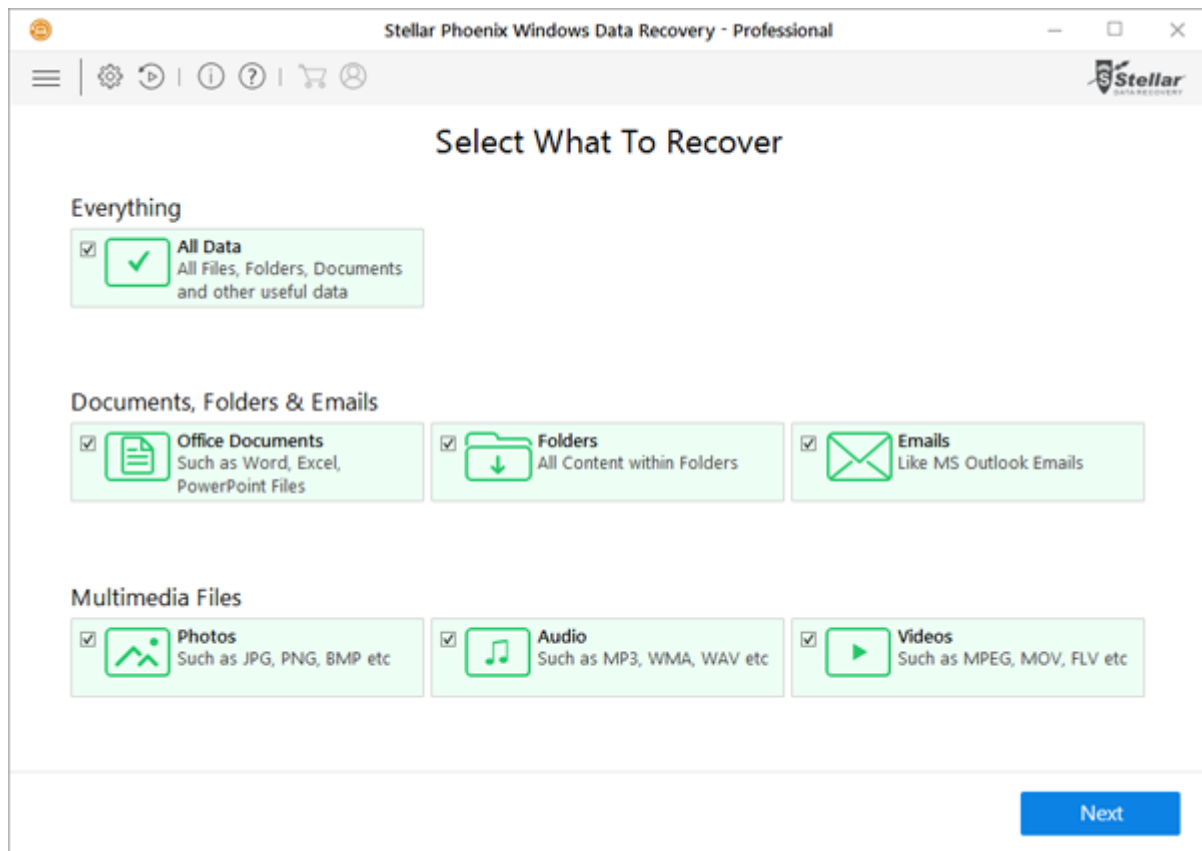 Stellar Phoenix Windows Data Recovery - Professional
Stellar
DATA RECOVERY
Select What To Recover
Everything
All Data
All Files, Folders, Documents
and other useful data
Documents, Folders & Emails
Office Documents
Such as Word, Excel,
PowerPoint Files
Folders
All Content within Folders
Emails
Like MS Outlook Emails
Multimedia Files
Photos
Such as JPG, PNG, BMP etc
Audio
Such as MP3, WMA, WAV etc
Videos
Such as MPEG, MOV, FLV etc
Next